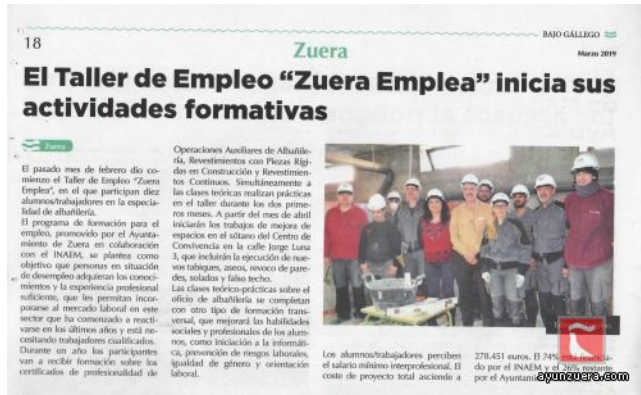 18
BAJO GÁLLEGO
Zuera
Marzo 2019
El Taller de Empleo “Zuera Emplea” inicia sus
actividades formativas
Zuera
El pasado mes de febrero dio co-
mienzo el Taller de Empleo "Zuera
Emplea", en el que participan diez
alumnos/trabajadores en la especia-
lidad de albañilería.
El programa de formación para el
empleo, promovido por el Ayunta-
miento de Zuera en colaboración
con el INAEM, se plantea como
objetivo que personas en situación
de desempleo adquieran los conoci-
mientos y la experiencia profesional
suficiente, que les permitan incor-
porarse al mercado laboral en este
sector que ha comenzado a reacti-
varse en los últimos años y está ne-
cesitando trabajadores cualificados.
Durante un año los participantes
van a recibir formación sobre los
certificados de profesionalidad de
Operaciones Auxiliares de Albañile-
ría, Revestimientos con Piezas Rígi-
das en Construcción y Revestimien-
tos Continuos. Simultáneamente a
las clases teóricas realizan prácticas
en el taller durante los dos prime-
ros meses. A partir del mes de abril
iniciarán los trabajos de mejora de
espacios en el sótano del Centro de
Convivencia en la calle Jorge Luna
3, que incluirán la ejecución de nue-
vos tabiques, aseos, revoco de pare-
des, solados y falso techo.
Las clases teórico-prácticas sobre el
oficio de albañilería se completan
con otro tipo de formación trans-
versal, que mejorará las habilidades
sociales y profesionales de los alum-
nos, como iniciación a la informáti-
ca, prevención de riesgos laborales,
igualdad de género y orientación
laboral.
Los alumnos/trabajadores perciben
el salario mínimo interprofesional. El
coste de proyecto total asciende a
278.451 euros. El 74% está financia-
do por el INAEM y el 26% restante
por el Ayuntamiento
ayunzuera.com